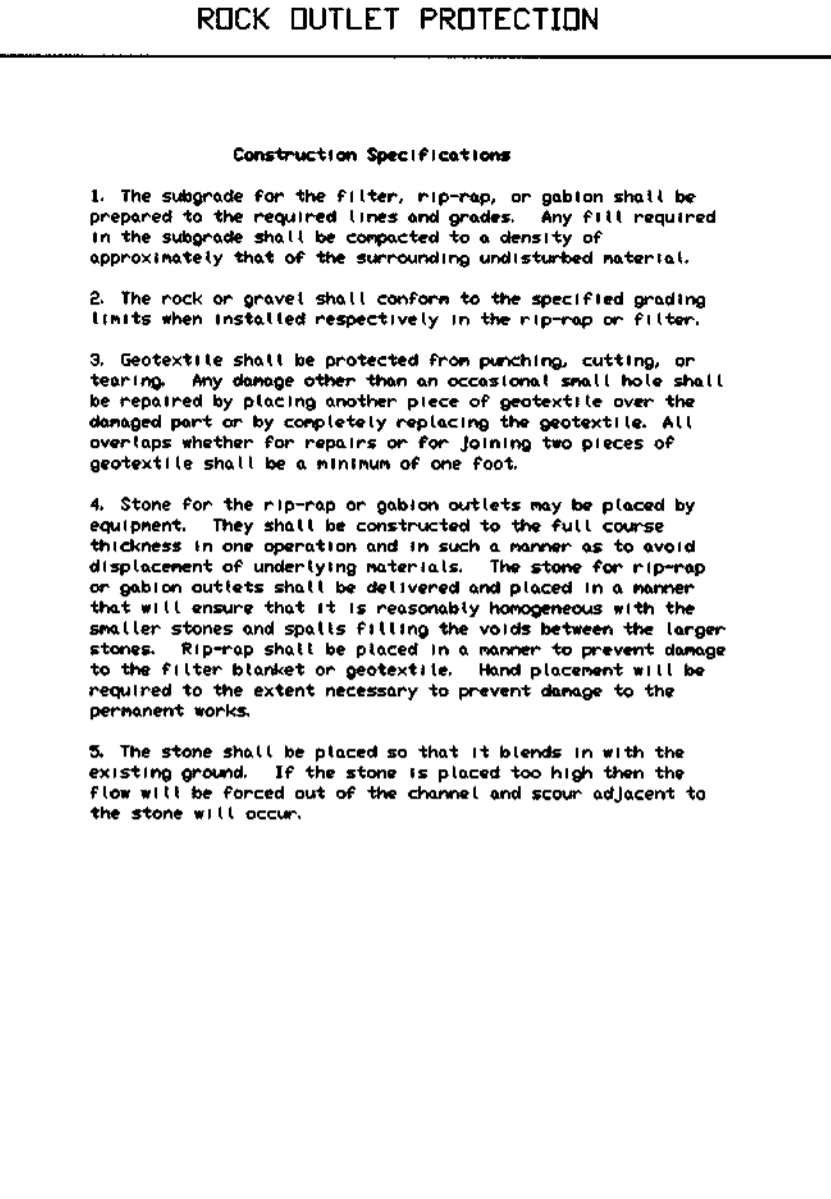 ROCK OUTLET PROTECTION
Construction Specifications
1. The subgrade for the filter, rip-rap, or gabion shall be
prepared to the required lines and grades. Any fill required
in the subgrade shall be compacted to a density of
approximately that of the surrounding undisturbed material.
2. The rock or gravel shall conform to the specified grading
limits when installed respectively in the rip-rap or filter.
3. Geotextile shall be protected from punching, cutting, or
tearing. Any damage other than an occasional small hole shall
be repaired by placing another piece of geotextile over the
damaged part or by completely replacing the geotextile. All
overlaps whether for repairs or for joining two pieces of
geotextile shall be a minimum of one foot.
4. Stone for the rip-rap or gabion outlets may be placed by
equipment. They shall be constructed to the full course
thickness in one operation and in such a manner as to avoid
displacement of underlying materials. The stone for rip-rap
or gabion outlets shall be delivered and placed in a manner
that will ensure that it is reasonably homogeneous with the
smaller stones and spalls filling the voids between the larger
stones. Rip-rap shall be placed in a manner to prevent damage
to the filter blanket or geotextile. Hand placement will be
required to the extent necessary to prevent damage to the
permanent works.
5. The stone shall be placed so that it blends in with the
existing ground. If the stone is placed too high then the
flow will be forced out of the channel and scour adjacent to
the stone will occur.